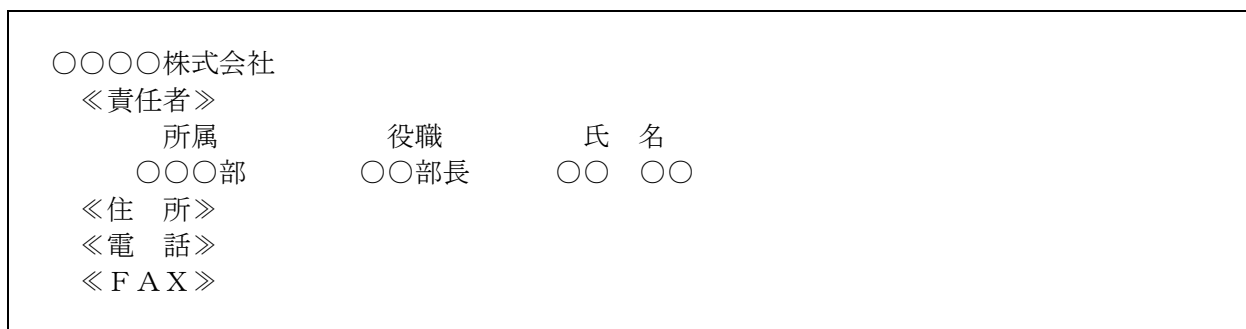 ○○○○株式会社
≪責任者≫
所属　役職　氏　名
○○○部　○○部長　○○　○○
≪住　所≫
≪電　話≫
≪ＦＡＸ≫